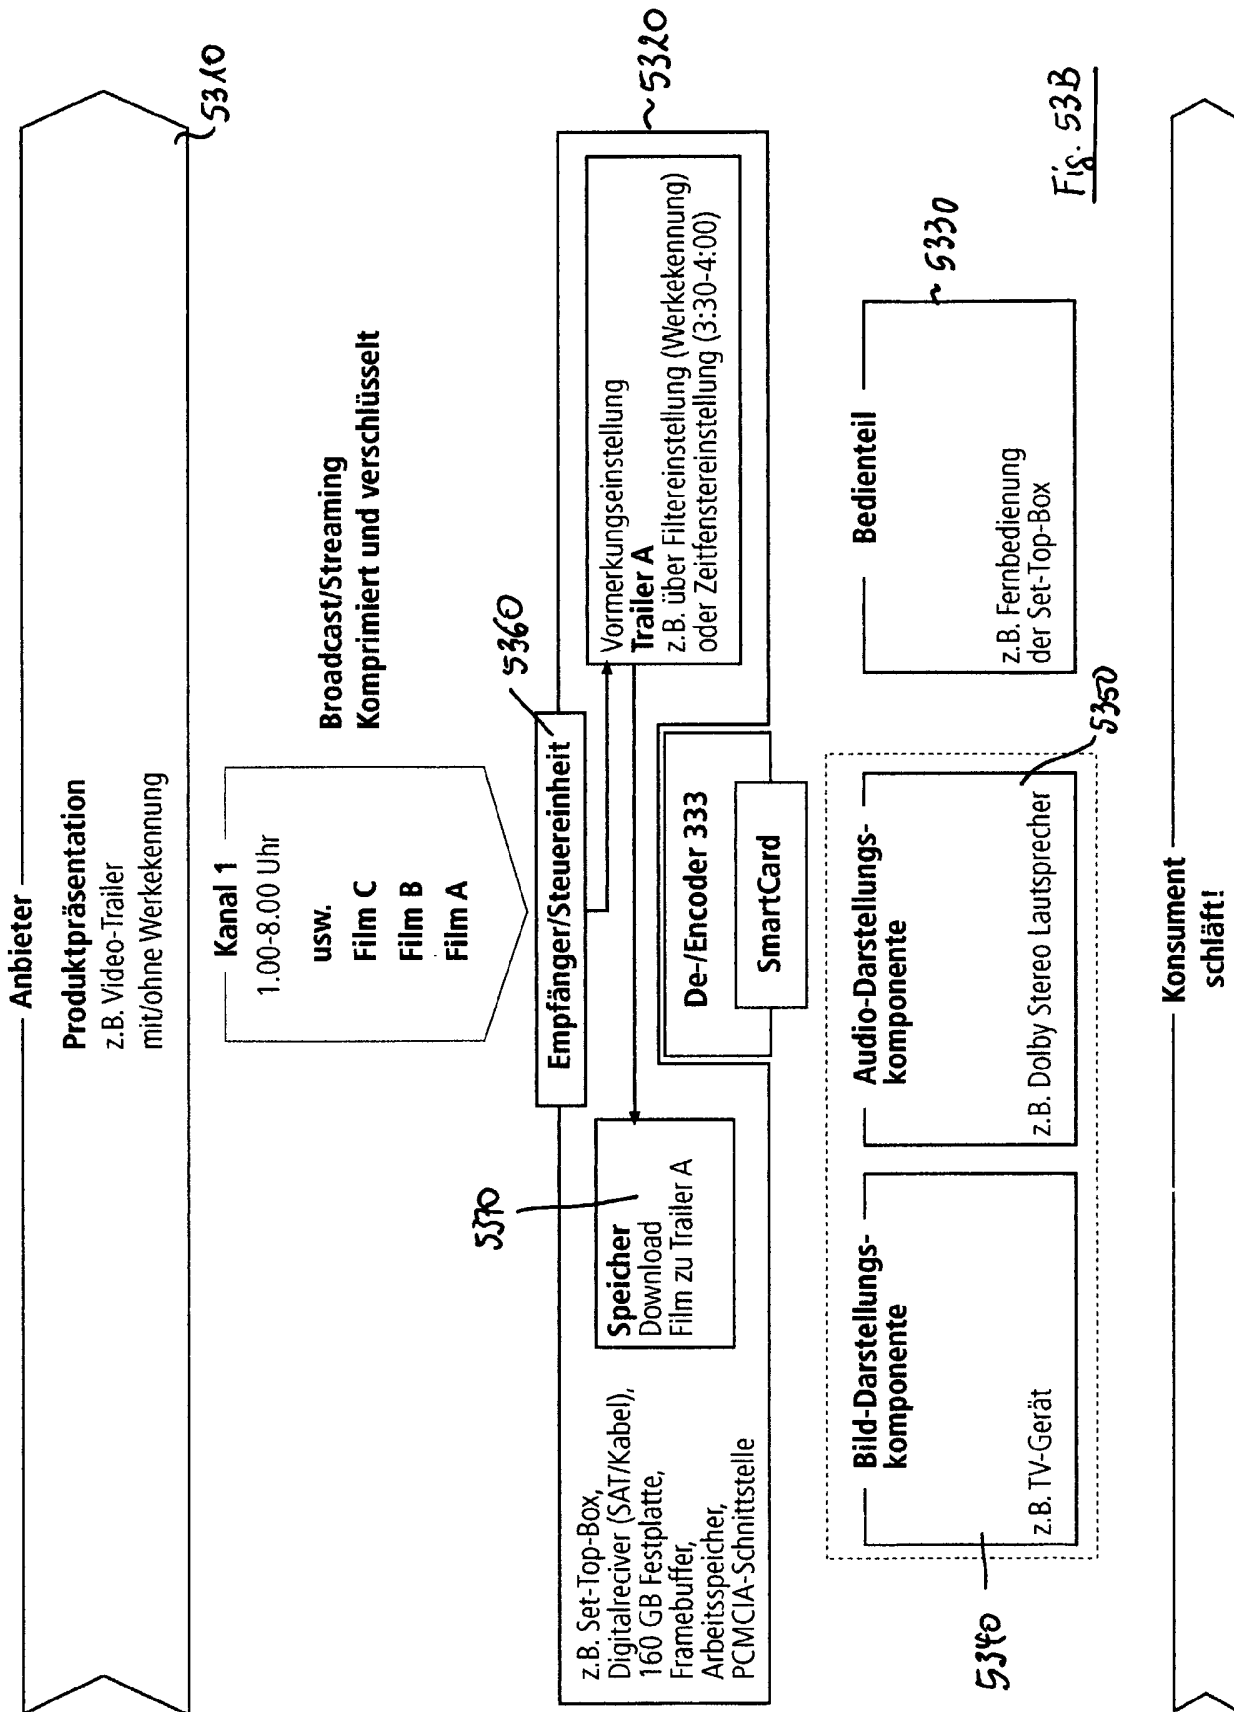 Anbieter
Produktpräsentation
z.B. Video-Trailer
mit/ohne Werkekennung
5310
Kanal 1
1.00-8.00 Uhr
usw.
Film C
Film B
Film A
Broadcast/Streaming
Komprimiert und verschlüsselt
Empfänger/Steuereinheit
5360
5320
z.B. Set-Top-Box,
Digitalreciver (SAT/Kabel),
160 GB Festplatte,
Framebuffer,
Arbeitsspeicher,
PCMCIA-Schnittstelle
5370
Speicher
Download
Film zu Trailer A
Vormerkungseinstellung
Trailer A
z.B. über Filtereinstellung (Werkekennung)
oder Zeitfenstereinstellung (3:30-4:00)
De-/Encoder 333
SmartCard
Bild-Darstellungs-
komponente
z.B. TV-Gerät
5340
Audio-Darstellungs-
komponente
z.B. Dolby Stereo Lautsprecher
5350
Bedienteil
z.B. Fernbedienung
der Set-Top-Box
5330
Fig. 53B
Konsument
schläft!